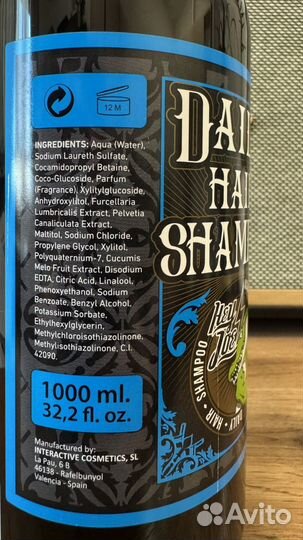 12 M
INGREDIENTS: Aqua (Water),
Sodium Laureth Sulfate,
Cocamidopropyl Betaine,
Coco-Glucoside, Parfum
(Fragrance), Xylitylglucoside,
Anhydroxylitol, Furcellaria
Lumbricalis Extract, Pelvetia
Canaliculata Extract,
Maltitol, Sodium Chloride,
Propylene Glycol, Xylitol,
Polyquaternium-7, Cucumis
Melo Fruit Extract, Disodium
EDTA, Citric Acid, Linalool,
Phenoxyethanol, Sodium
Benzoate, Benzyl Alcohol,
Potassium Sorbate,
Ethylhexylglycerin,
Methylchloroisothiazolinone,
Methylisothiazolinone, C.I.
42090.
1000 ml.
32,2 fl. oz.
Manufactured by:
INTERACTIVE COSMETICS, SL
La Pau, 6 B
46138 - Rafelbunyol
Valencia - Spain
DAI
HAI
SHAM
HAIR · SHAMPOO
Avito